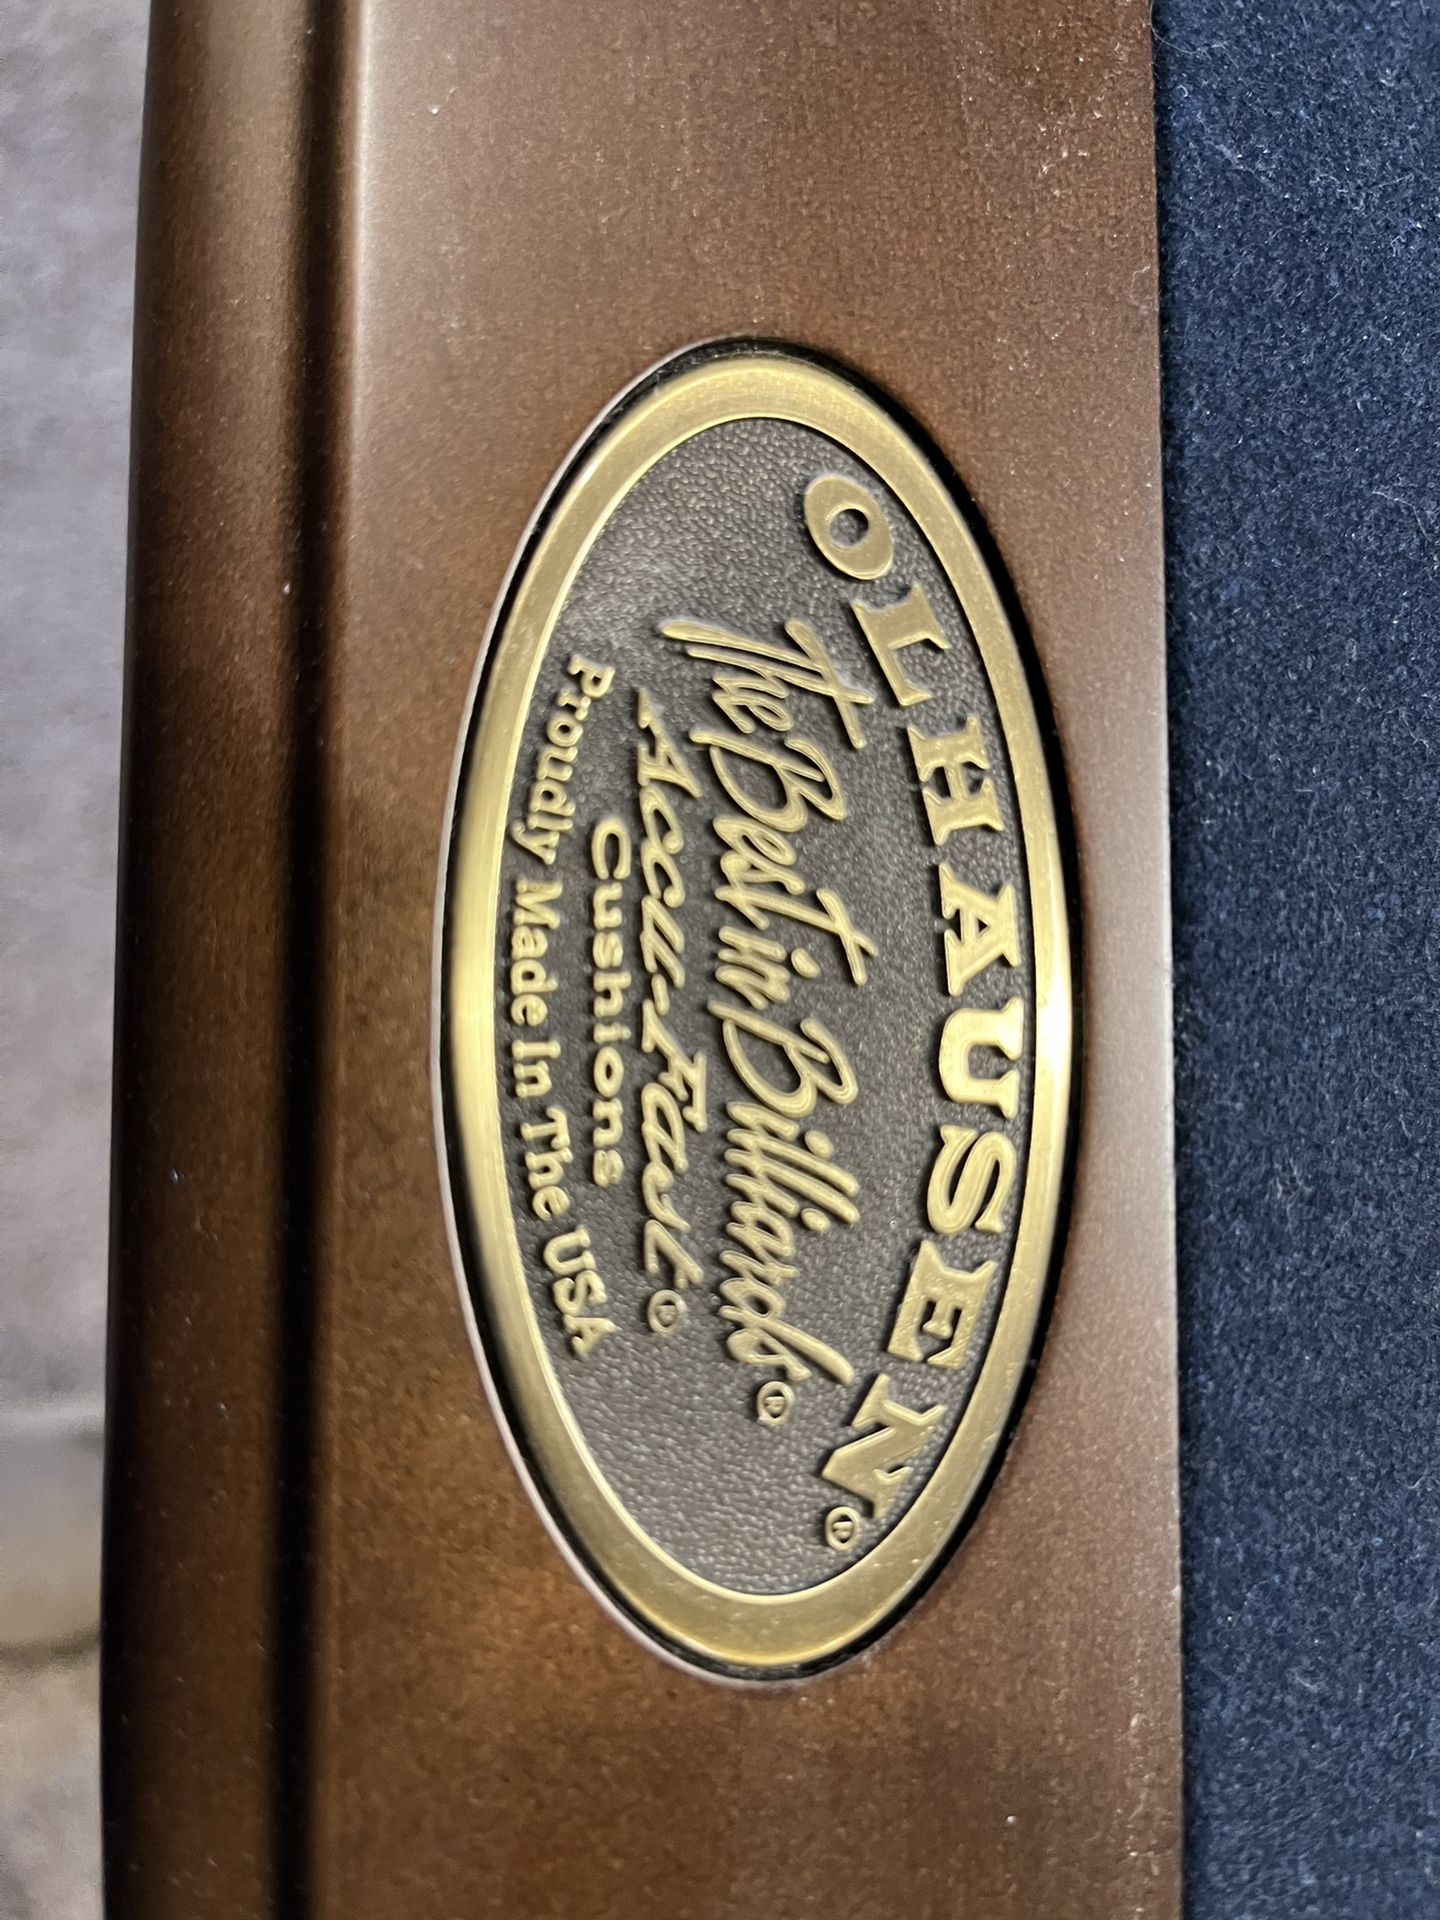 OLHAUSEN®
The Best in Billiards®
Accu-Fast®
Cushions
Proudly Made In The USA